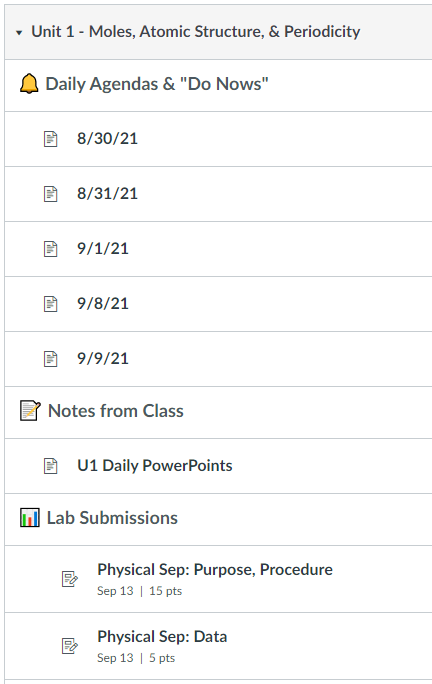 Unit 1 - Moles, Atomic Structure, & Periodicity
Daily Agendas & "Do Nows"
8/30/21
8/31/21
9/1/21
9/8/21
9/9/21
Notes from Class
U1 Daily PowerPoints
Lab Submissions
Physical Sep: Purpose, Procedure
Sep 13 | 15 pts
Physical Sep: Data
Sep 13 | 5 pts